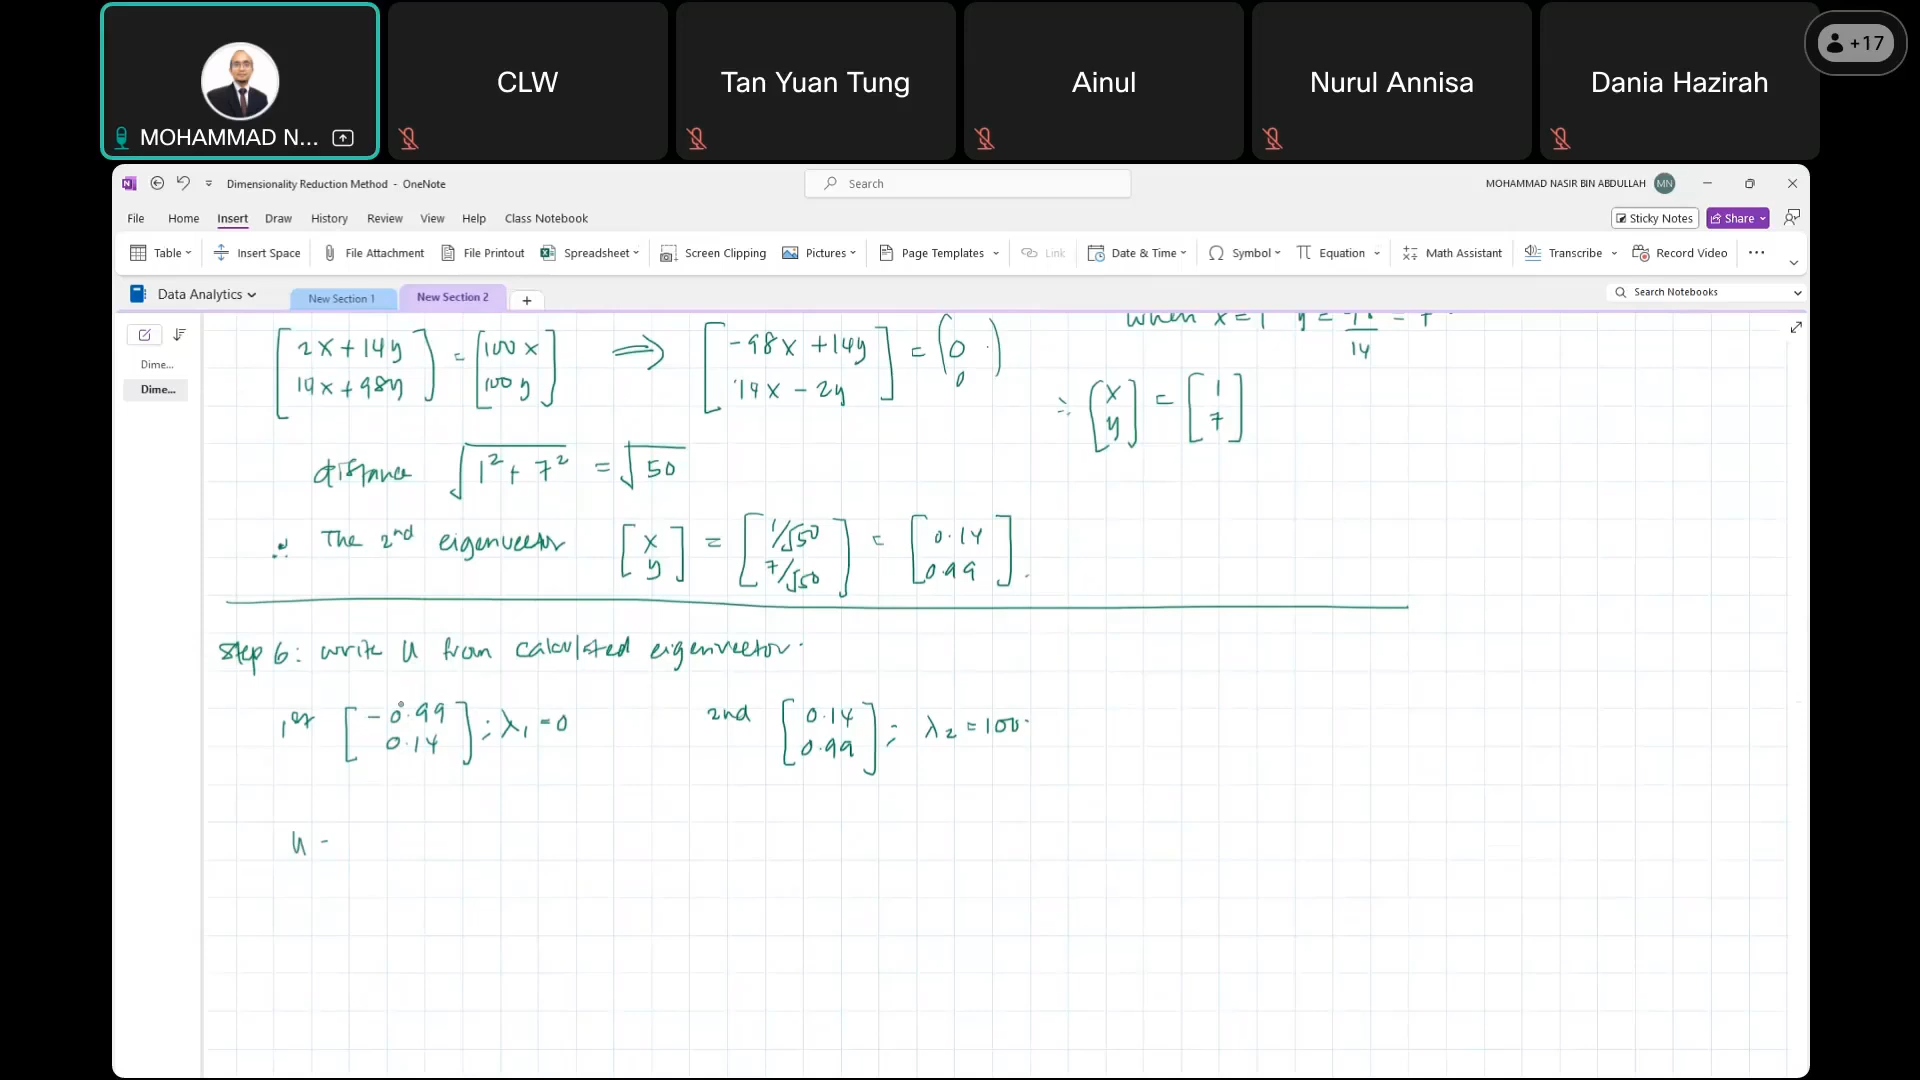 +17
CLW
Tan Yuan Tung
Ainul
Nurul Annisa
Dania Hazirah
MOHAMMAD N...
Dimensionality Reduction Method - OneNote
Search
MOHAMMAD NASIR BIN ABDULLAH
MN
File Home Insert Draw History Review View Help Class Notebook
Sticky Notes Share
Table Insert Space File Attachment File Printout Spreadsheet Screen Clipping Pictures Page Templates Link Date & Time Symbol Equation Math Assistant Transcribe Record Video
Data Analytics New Section 1 New Section 2 + Search Notebooks
Dime...
Dime...
when x = 1 y = /14 = 7
[2x + 14y 14x + 98y] = [100x 100y] ⟹ [-98x + 14y 14x - 2y] = (0 0)
∴ [x y] = [1 7]
distance √1² + 7² = √50
∴ The 2nd eigenvector [x y] = [1/√50 7/√50] = [0.14 0.99].
Step 6: write U from calculated eigenvector.
1st [-0.99 0.14] ; λ1 = 0 2nd [0.14 0.99] ; λ2 = 100.
U =